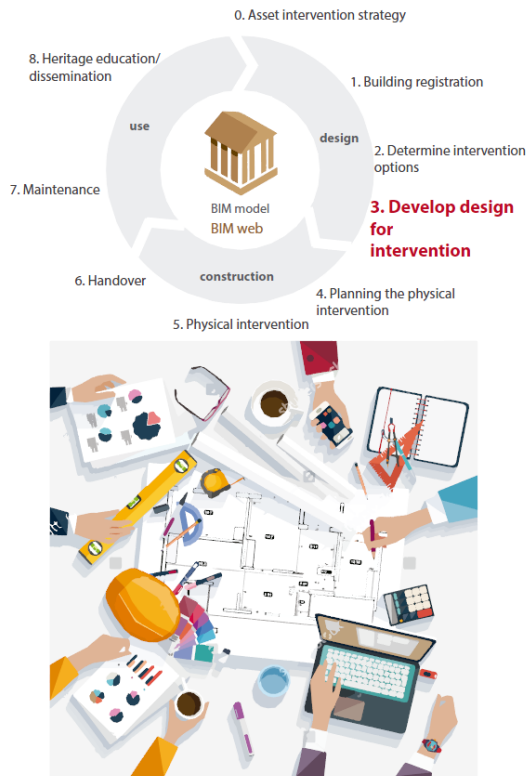 0. Asset intervention strategy
8. Heritage education/
dissemination
1. Building registration
use
design
2. Determine intervention
options
7. Maintenance
BIM model
BIM web
3. Develop design
for
intervention
6. Handover
construction
4. Planning the physical
intervention
5. Physical intervention